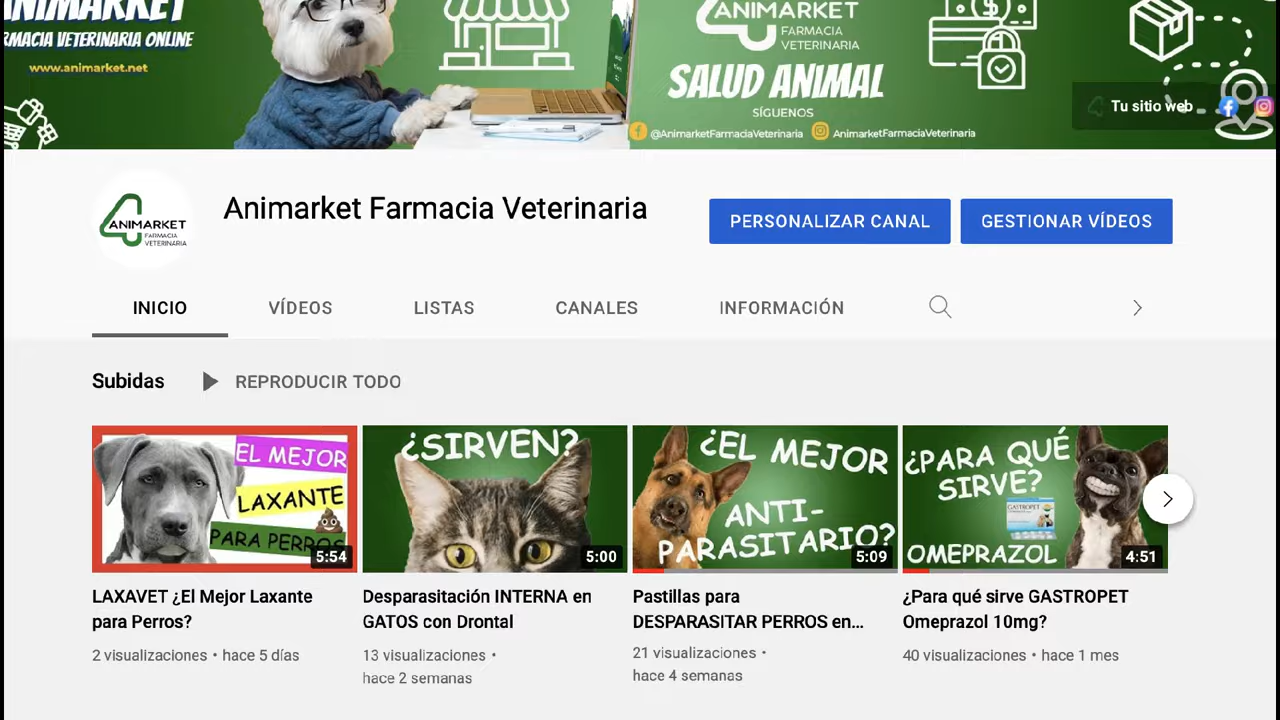 ANIMARKET
FARMACIA VETERINARIA ONLINE
www.animarket.net
ANIMARKET
FARMACIA
VETERINARIA
SALUD ANIMAL
SÍGUENOS
@AnimarketFarmaciaVeterinaria
AnimarketFarmaciaVeterinaria
Tu sitio web
ANIMARKET
FARMACIA
VETERINARIA
Animarket Farmacia Veterinaria
PERSONALIZAR CANAL
GESTIONAR VÍDEOS
INICIO
VÍDEOS
LISTAS
CANALES
INFORMACIÓN
Subidas
REPRODUCIR TODO
EL MEJOR
LAXANTE
PARA PERROS
5:54
¿SIRVEN?
5:00
¿EL MEJOR
ANTI-
PARASITARIO?
5:09
¿PARA QUÉ
SIRVE?
GASTROPET
OMEPRAZOL
4:51
LAXAVET ¿El Mejor Laxante
para Perros?
2 visualizaciones • hace 5 días
Desparasitación INTERNA en
GATOS con Drontal
13 visualizaciones •
hace 2 semanas
Pastillas para
DESPARASITAR PERROS en...
21 visualizaciones •
hace 4 semanas
¿Para qué sirve GASTROPET
Omeprazol 10mg?
40 visualizaciones • hace 1 mes